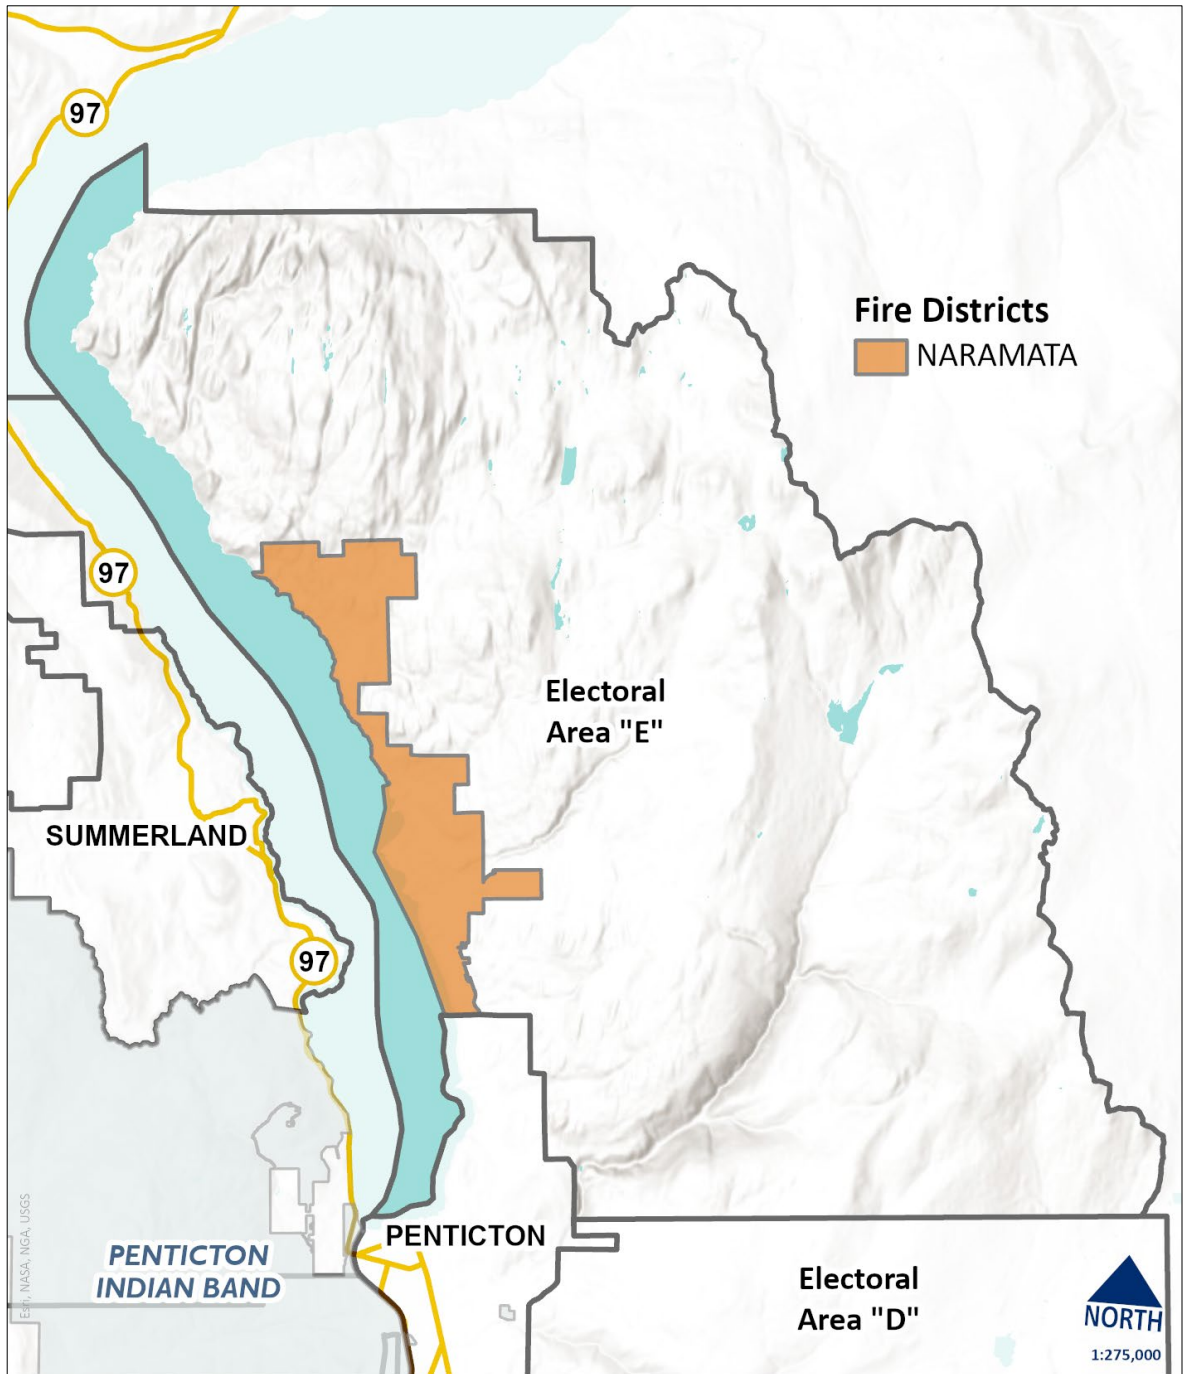 97
Fire Districts
NARAMATA
97
Electoral
Area "E"
SUMMERLAND
97
PENTICTON
PENTICTON
INDIAN BAND
Electoral
Area "D"
NORTH
1:275,000
Esri, NASA, NGA, USGS